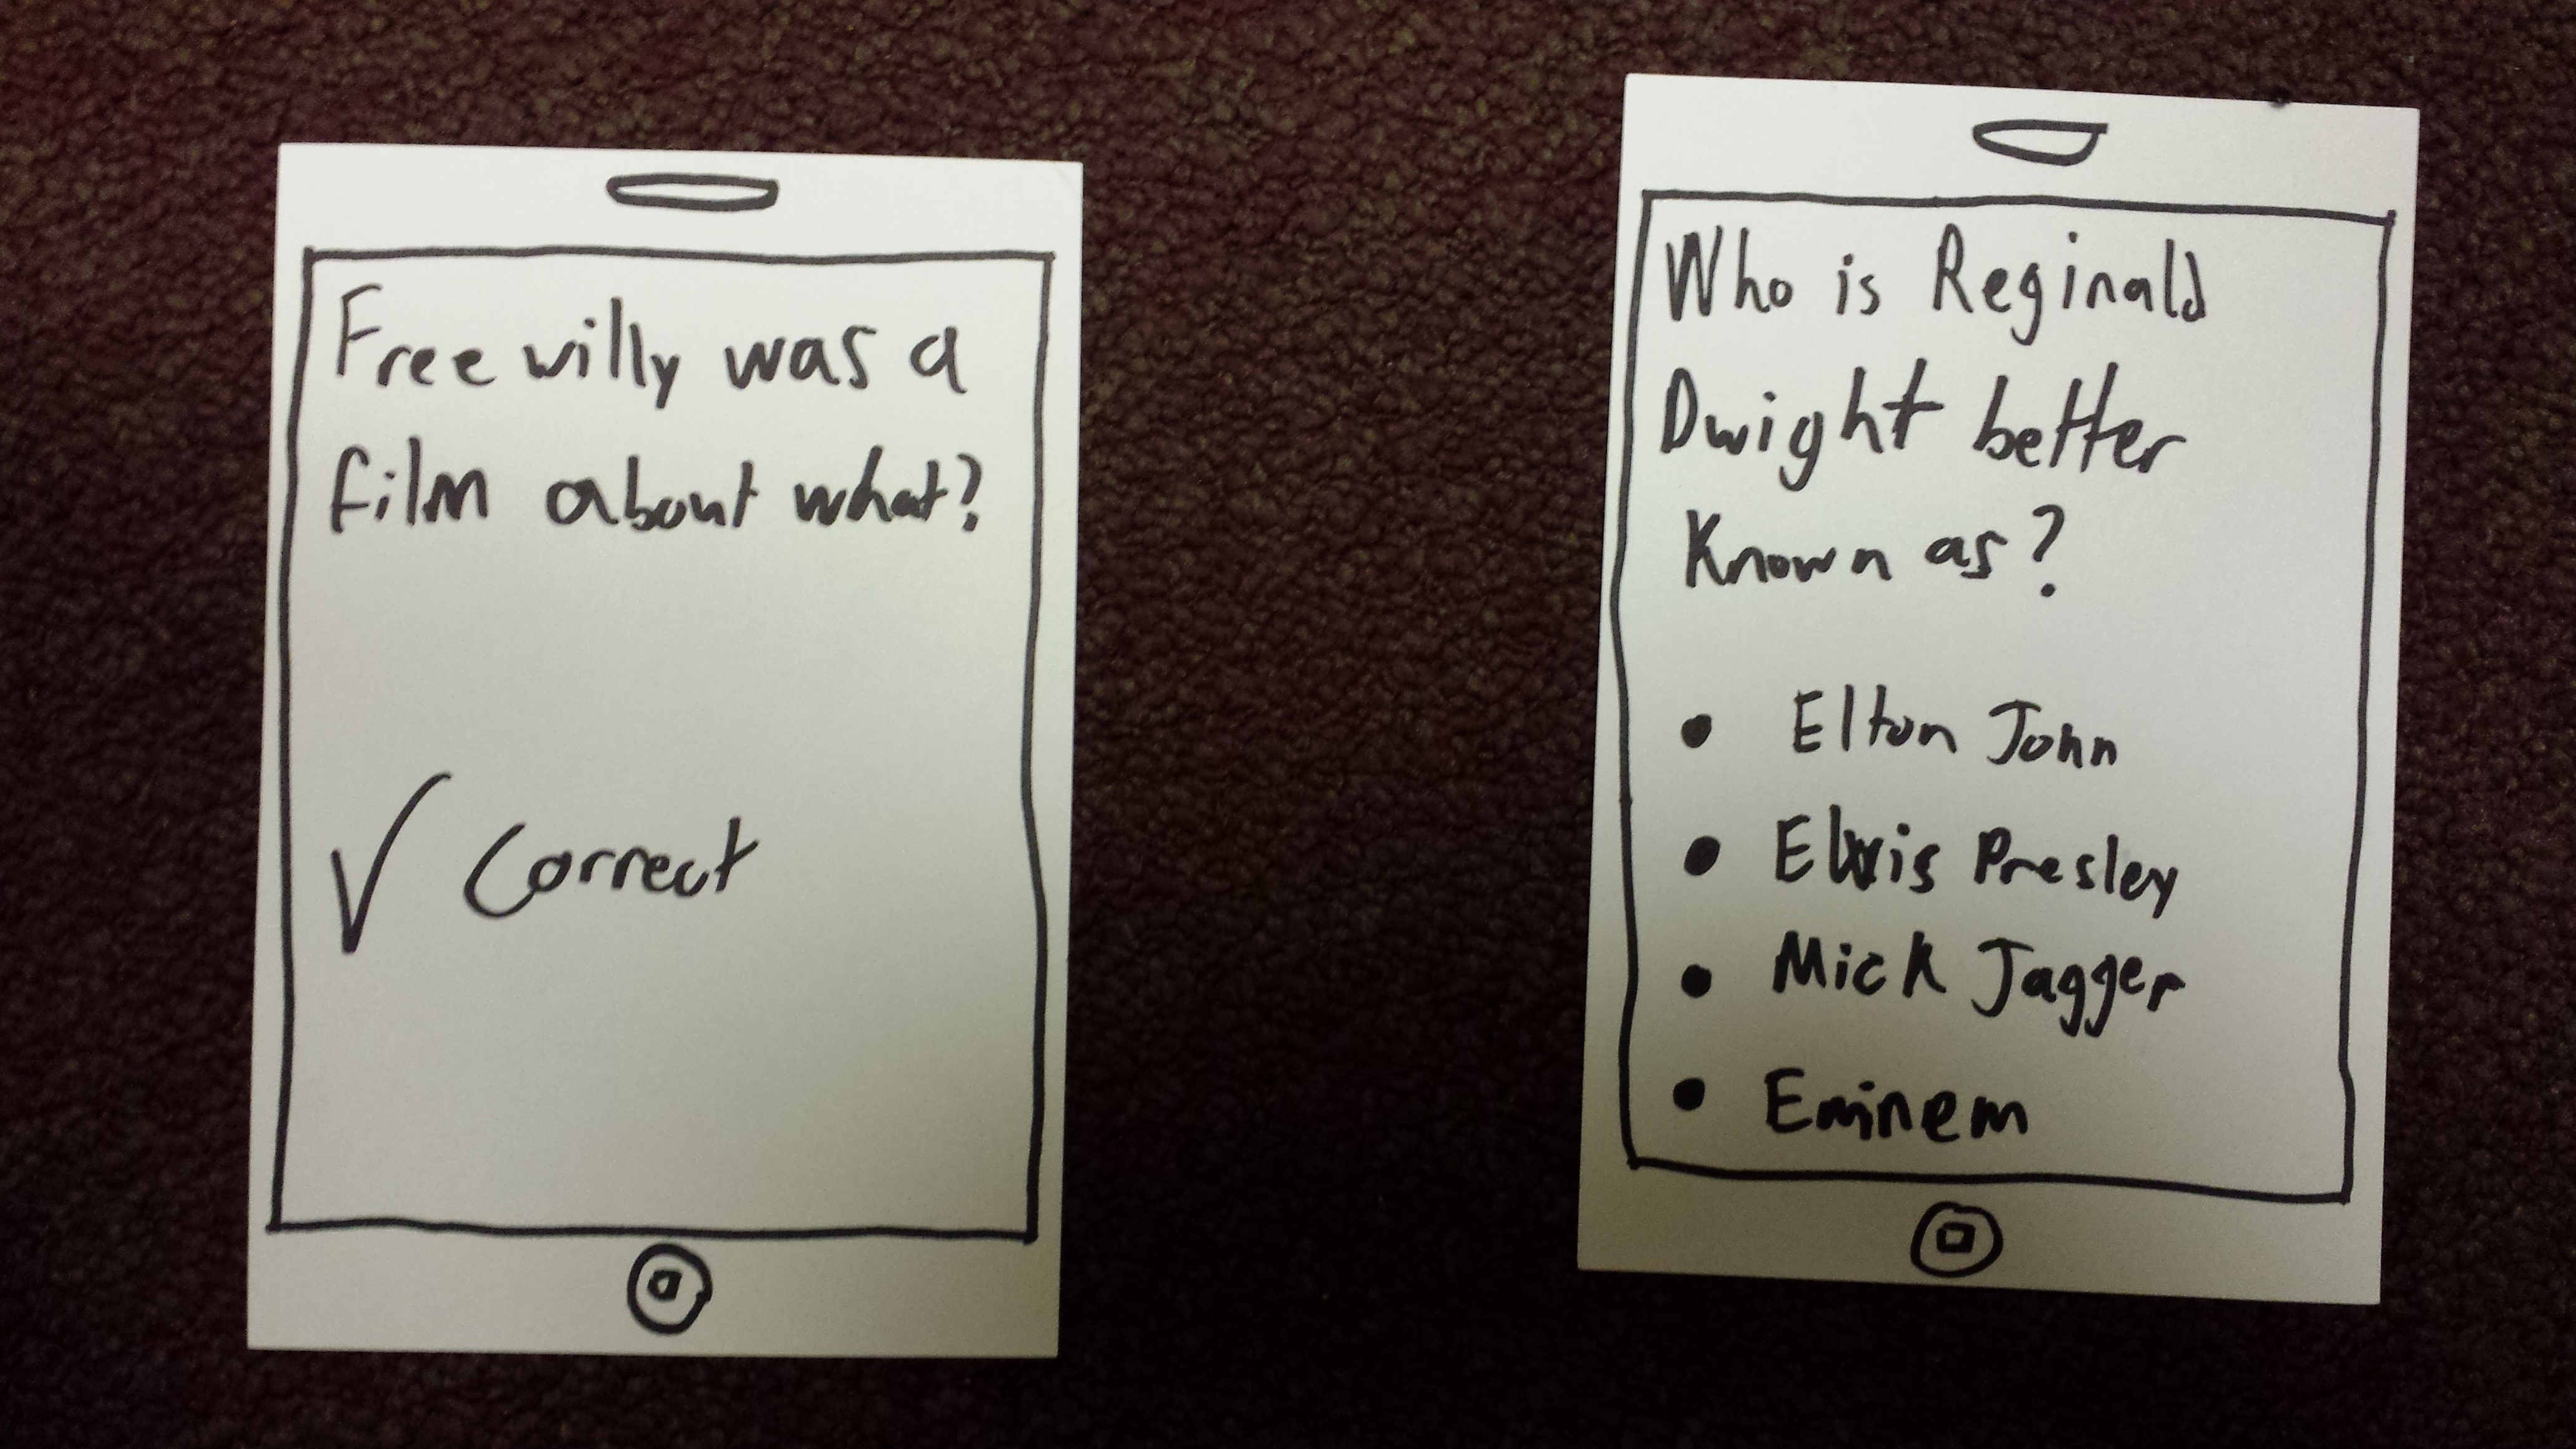 Free willy was a
film about what?
✓ Correct
Who is Reginald
Dwight better
Known as?
• Elton John
• Elvis Presley
• Mick Jagger
• Eminem